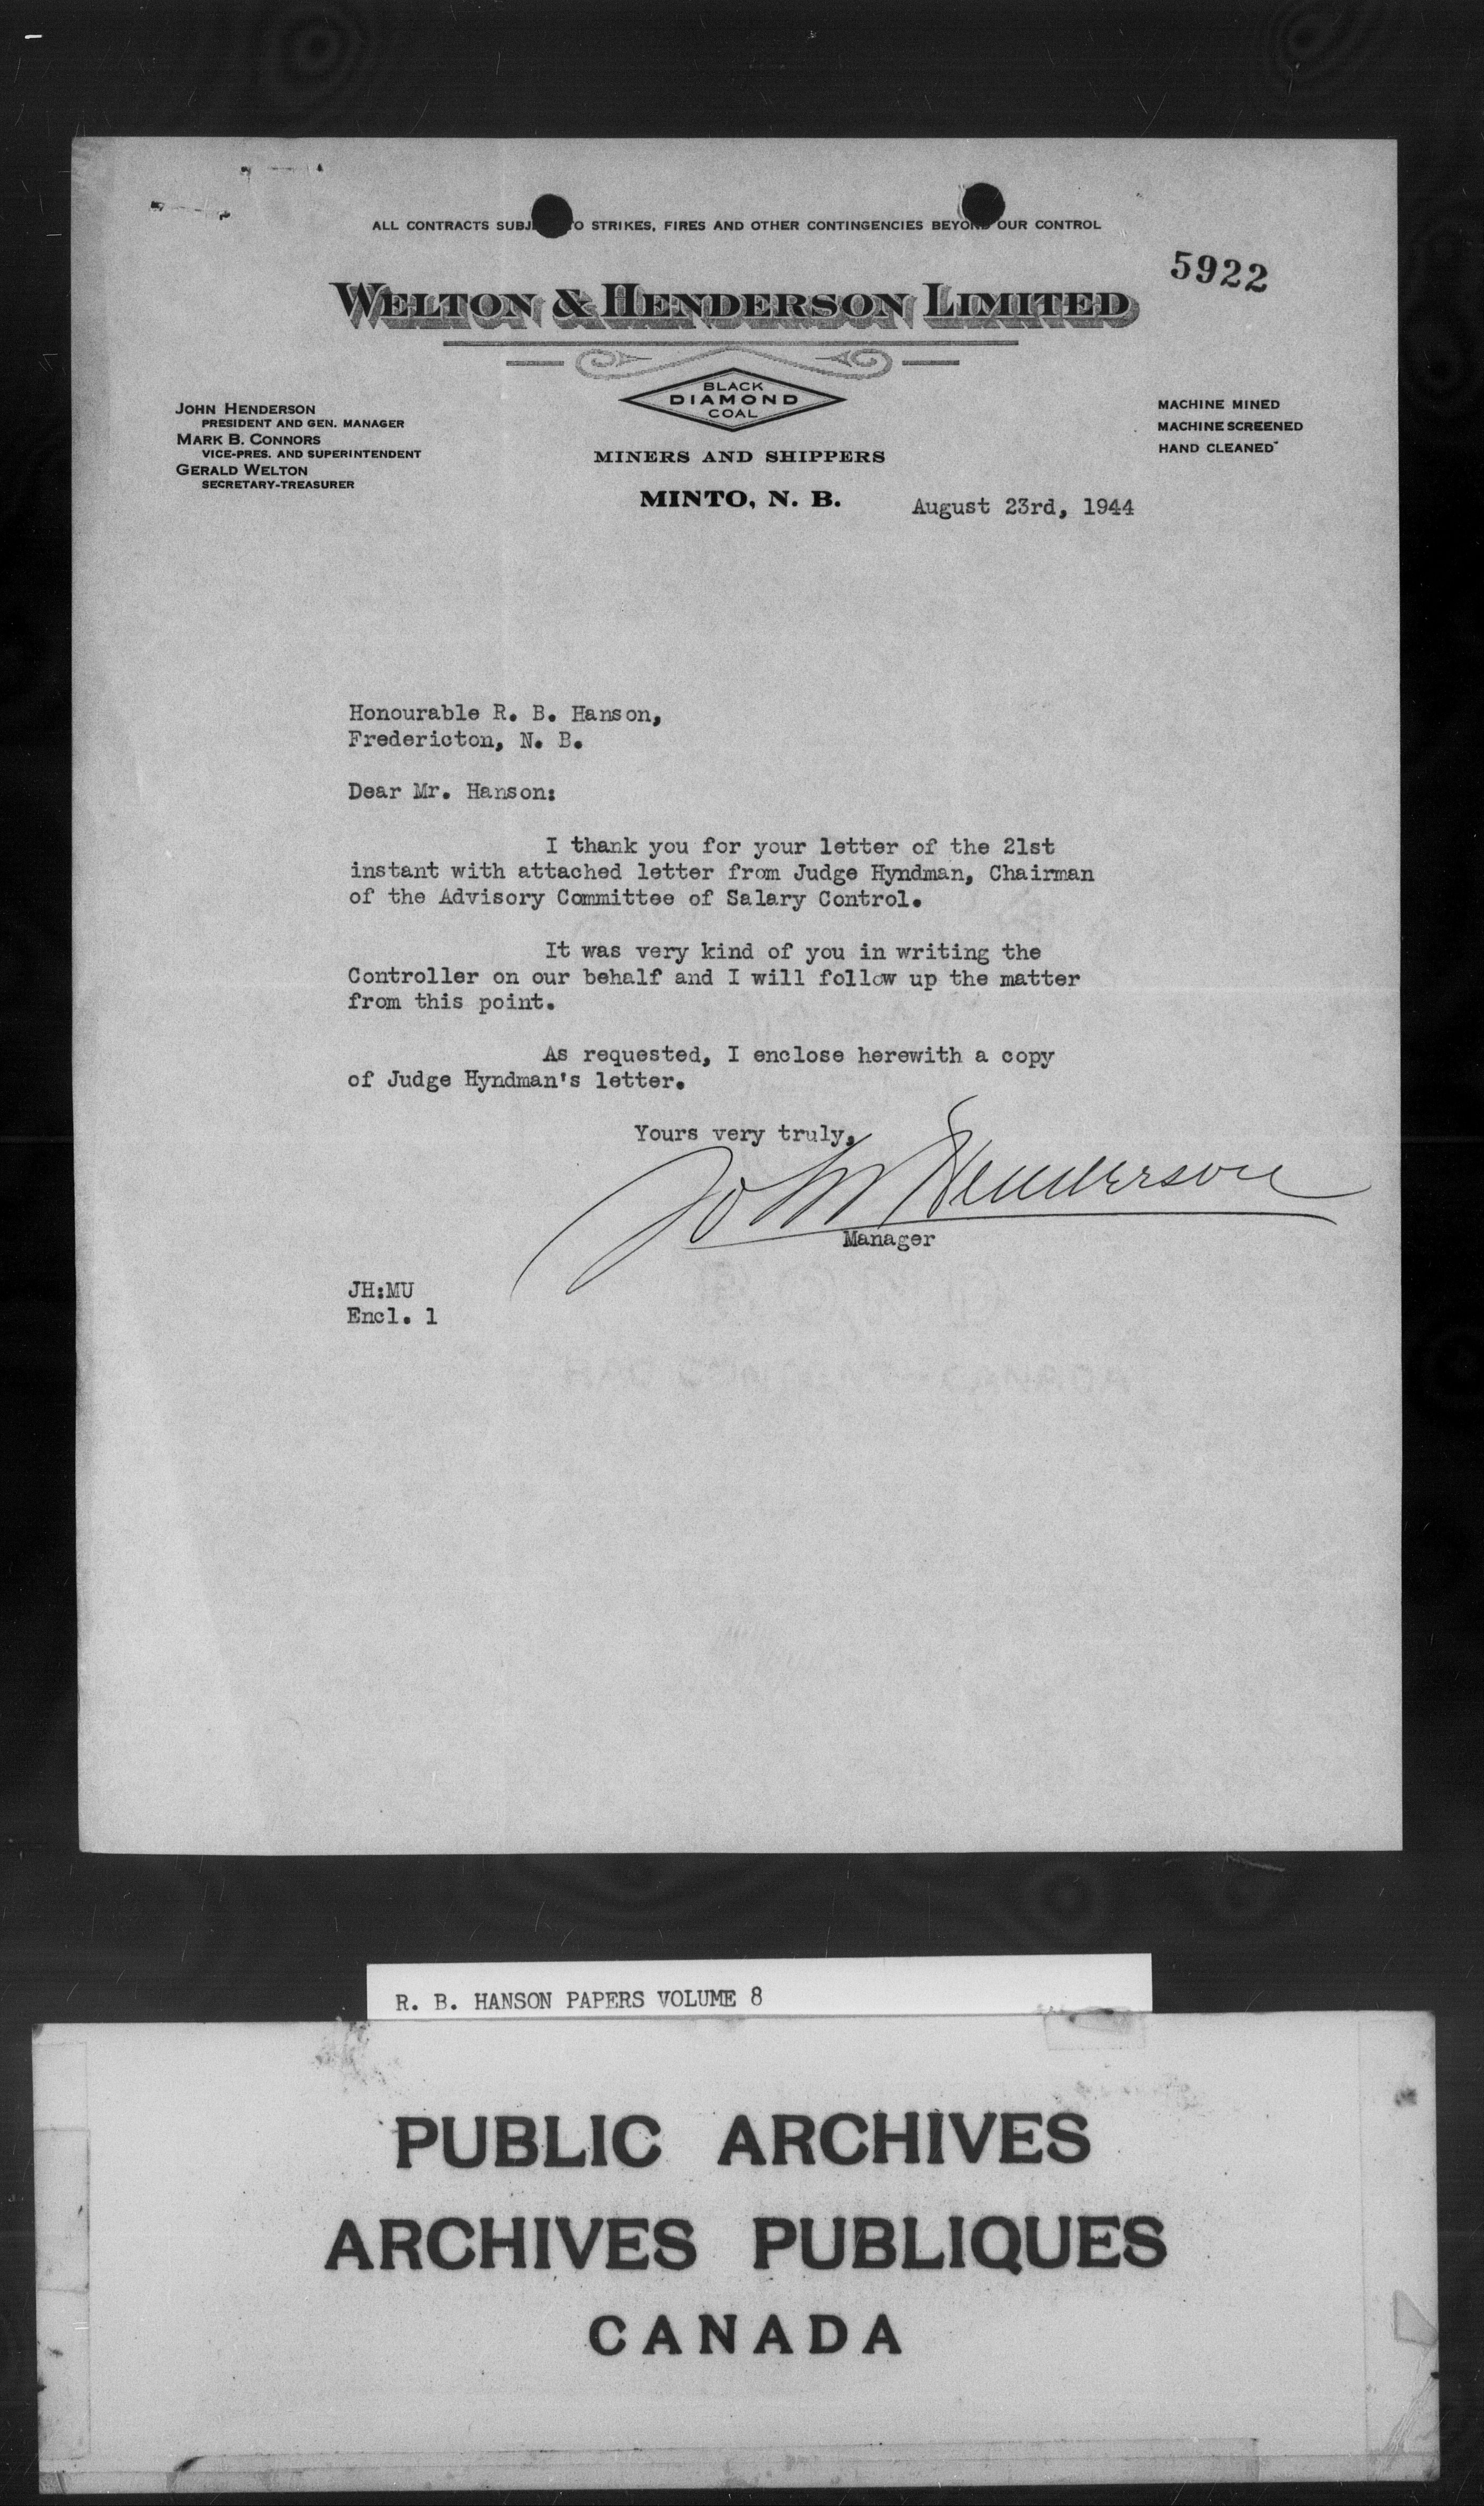 ALL CONTRACTS SUBJ TO STRIKES, FIRES AND OTHER CONTINGENCIES BEYOND OUR CONTROL
5922
WELTON & HENDERSON LIMITED
BLACK
DIAMOND
COAL
JOHN HENDERSON
PRESIDENT AND GEN. MANAGER
MARK B. CONNORS
VICE-PRES. AND SUPERINTENDENT
GERALD WELTON
SECRETARY-TREASURER
MACHINE MINED
MACHINE SCREENED
HAND CLEANED
MINERS AND SHIPPERS
MINTO, N. B. August 23rd, 1944
Honourable R. B. Hanson,
Fredericton, N. B.
Dear Mr. Hanson:
I thank you for your letter of the 21st
instant with attached letter from Judge Hyndman, Chairman
of the Advisory Committee of Salary Control.
It was very kind of you in writing the
Controller on our behalf and I will follow up the matter
from this point.
As requested, I enclose herewith a copy
of Judge Hyndman's letter.
Yours very truly,
John Henderson
Manager
JH:MU
Encl. 1
R. B. HANSON PAPERS VOLUME 8
PUBLIC ARCHIVES
ARCHIVES PUBLIQUES
CANADA